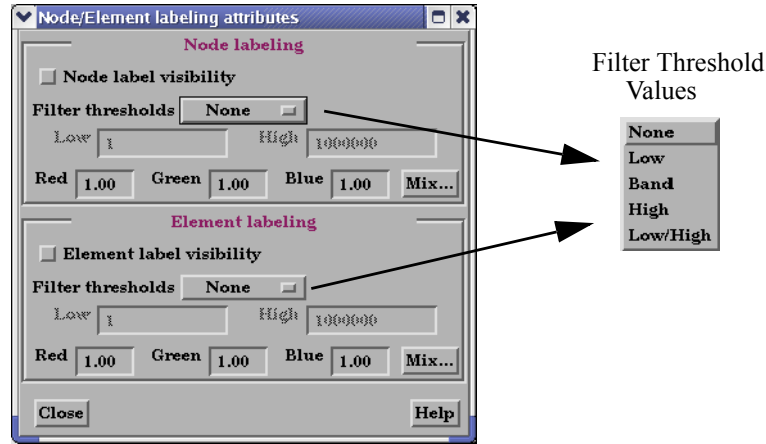 Node/Element labeling attributes
Node labeling
Node label visibility
Filter thresholds None
Low 1 High 1000000
Red 1.00 Green 1.00 Blue 1.00 Mix...
Element labeling
Element label visibility
Filter thresholds None
Low 1 High 1000000
Red 1.00 Green 1.00 Blue 1.00 Mix...
Close Help
Filter Threshold
Values
None
Low
Band
High
Low/High